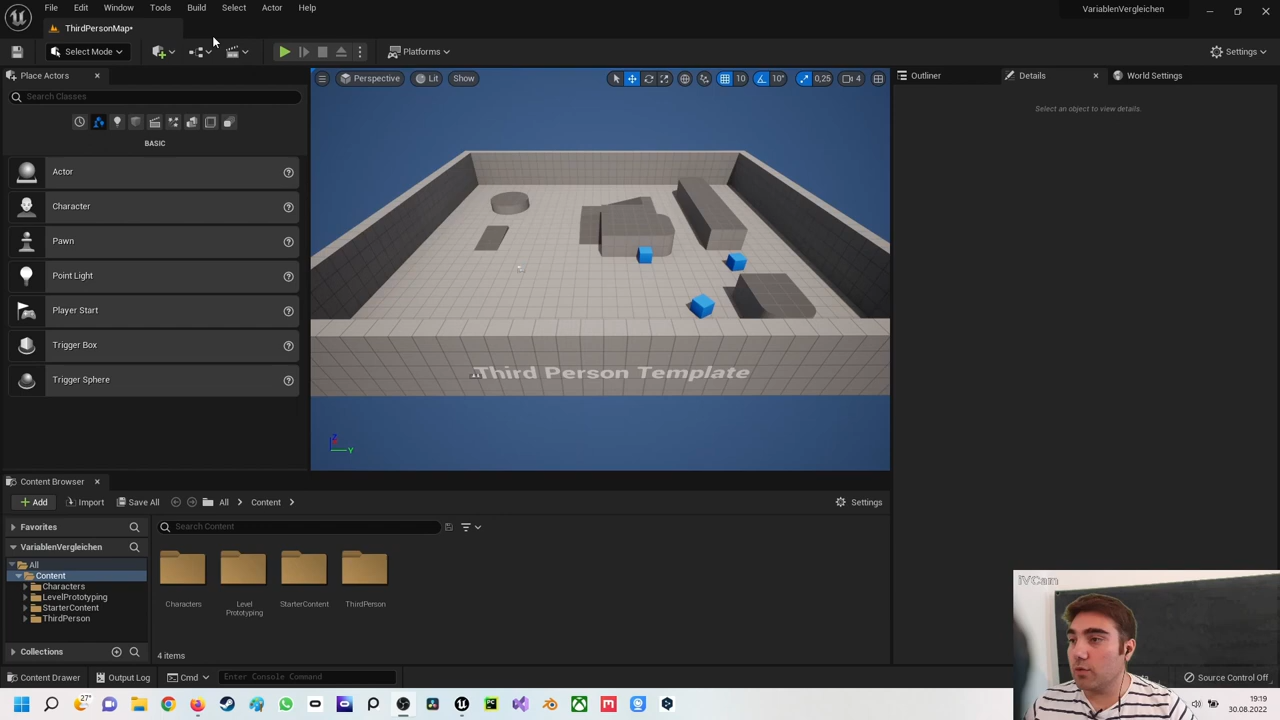 File Edit Window Tools Build Select Actor Help
VariablenVergleichen
ThirdPersonMap•
Select Mode
Platforms
Settings
Place Actors
Perspective Lit Show
10 10° 0,25 4
Outliner Details World Settings
Search Classes
Select an object to view details.
BASIC
Actor
Character
Pawn
Point Light
Player Start
Trigger Box
Trigger Sphere
Third Person Template
Z
Y
Content Browser
Add Import Save All All Content Settings
Favorites
Search Content
VariablenVergleichen
All
Content
Characters
LevelPrototyping
StarterContent
ThirdPerson
Characters
Level
Prototyping
StarterContent
ThirdPerson
Collections
4 items
iVCam
Content Drawer Output Log Cmd Enter Console Command Source Control Off
27°
19:19
30.08.2022